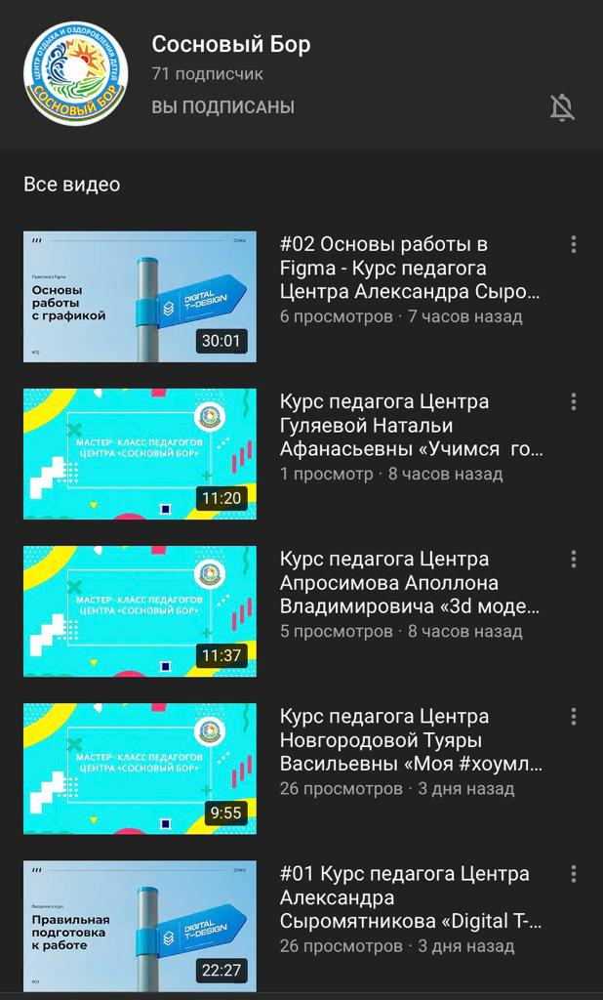 ЦЕНТР ОТДЫХА И ОЗДОРОВЛЕНИЯ ДЕТЕЙ
СОСНОВЫЙ БОР
Сосновый Бор
71 подписчик
ВЫ ПОДПИСАНЫ
Все видео
Online
Практика в Figma
Основы
работы
с графикой
DIGITAL
T-DESIGN
#02
30:01
#02 Основы работы в
Figma - Курс педагога
Центра Александра Сыро...
6 просмотров · 7 часов назад
МАСТЕР- КЛАСС ПЕДАГОГОВ
ЦЕНТРА «СОСНОВЫЙ БОР»
11:20
Курс педагога Центра
Гуляевой Натальи
Афанасьевны «Учимся го...
1 просмотр · 8 часов назад
МАСТЕР- КЛАСС ПЕДАГОГОВ
ЦЕНТРА «СОСНОВЫЙ БОР»
11:37
Курс педагога Центра
Апросимова Аполлона
Владимировича «3d моде...
5 просмотров · 8 часов назад
МАСТЕР- КЛАСС ПЕДАГОГОВ
ЦЕНТРА «СОСНОВЫЙ БОР»
9:55
Курс педагога Центра
Новгородовой Туяры
Васильевны «Моя #хоумл...
26 просмотров · 3 дня назад
Online
Введение в курс
Правильная
подготовка
к работе
DIGITAL
T-DESIGN
#01
22:27
#01 Курс педагога Центра
Александра
Сыромятникова «Digital T-...
26 просмотров · 3 дня назад